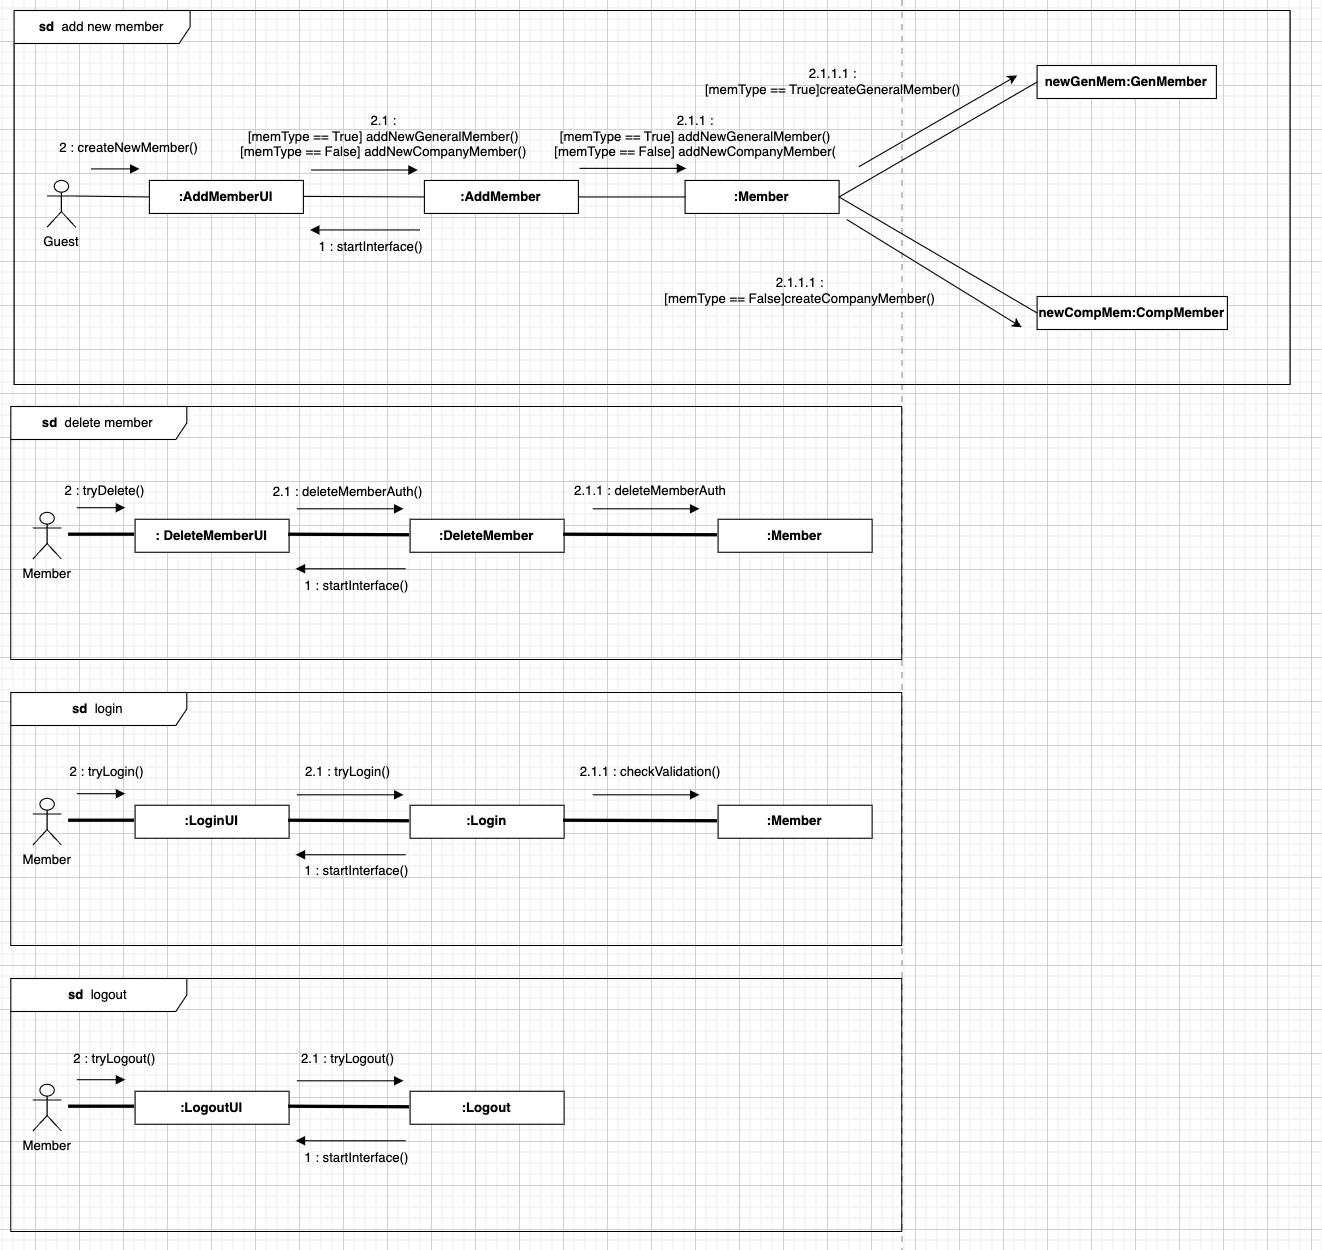 sd add new member
2.1.1.1 :
[memType == True]createGeneralMember()
newGenMem:GenMember
2 : createNewMember()
2.1 :
[memType == True] addNewGeneralMember()
[memType == False] addNewCompanyMember()
2.1.1 :
[memType == True] addNewGeneralMember()
[memType == False] addNewCompanyMember(
:AddMemberUI
:AddMember
:Member
Guest
1 : startInterface()
2.1.1.1 :
[memType == False]createCompanyMember()
newCompMem:CompMember
sd delete member
2 : tryDelete()
2.1 : deleteMemberAuth()
2.1.1 : deleteMemberAuth
: DeleteMemberUI
:DeleteMember
:Member
Member
1 : startInterface()
sd login
2 : tryLogin()
2.1 : tryLogin()
2.1.1 : checkValidation()
:LoginUI
:Login
:Member
Member
1 : startInterface()
sd logout
2 : tryLogout()
2.1 : tryLogout()
:LogoutUI
:Logout
Member
1 : startInterface()